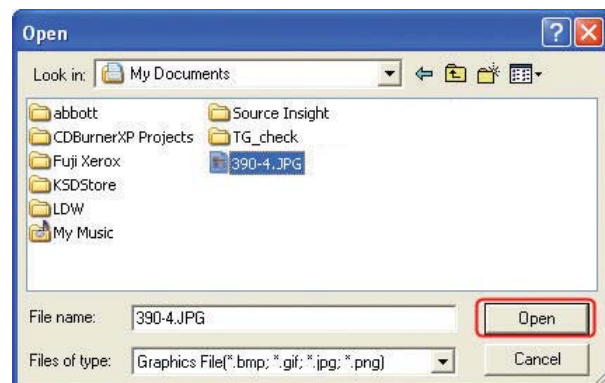 Open
Look in: My Documents
abbott
CDBurnerXP Projects
Fuji Xerox
KSDStore
LDW
My Music
Source Insight
TG_check
390-4.JPG
File name: 390-4.JPG Open
Files of type: Graphics File(*.bmp; *.gif; *.jpg; *.png) Cancel